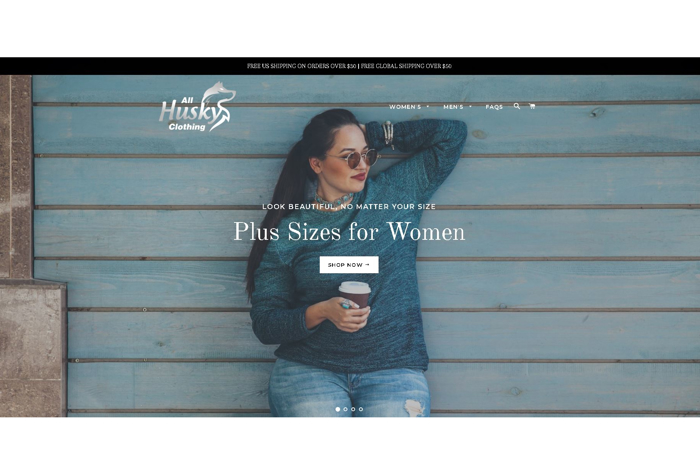 FREE US SHIPPING ON ORDERS OVER $30 | FREE GLOBAL SHIPPING OVER $50
All
Husky
Clothing
WOMEN'S MEN'S FAQS
LOOK BEAUTIFUL, NO MATTER YOUR SIZE
Plus Sizes for Women
SHOP NOW →